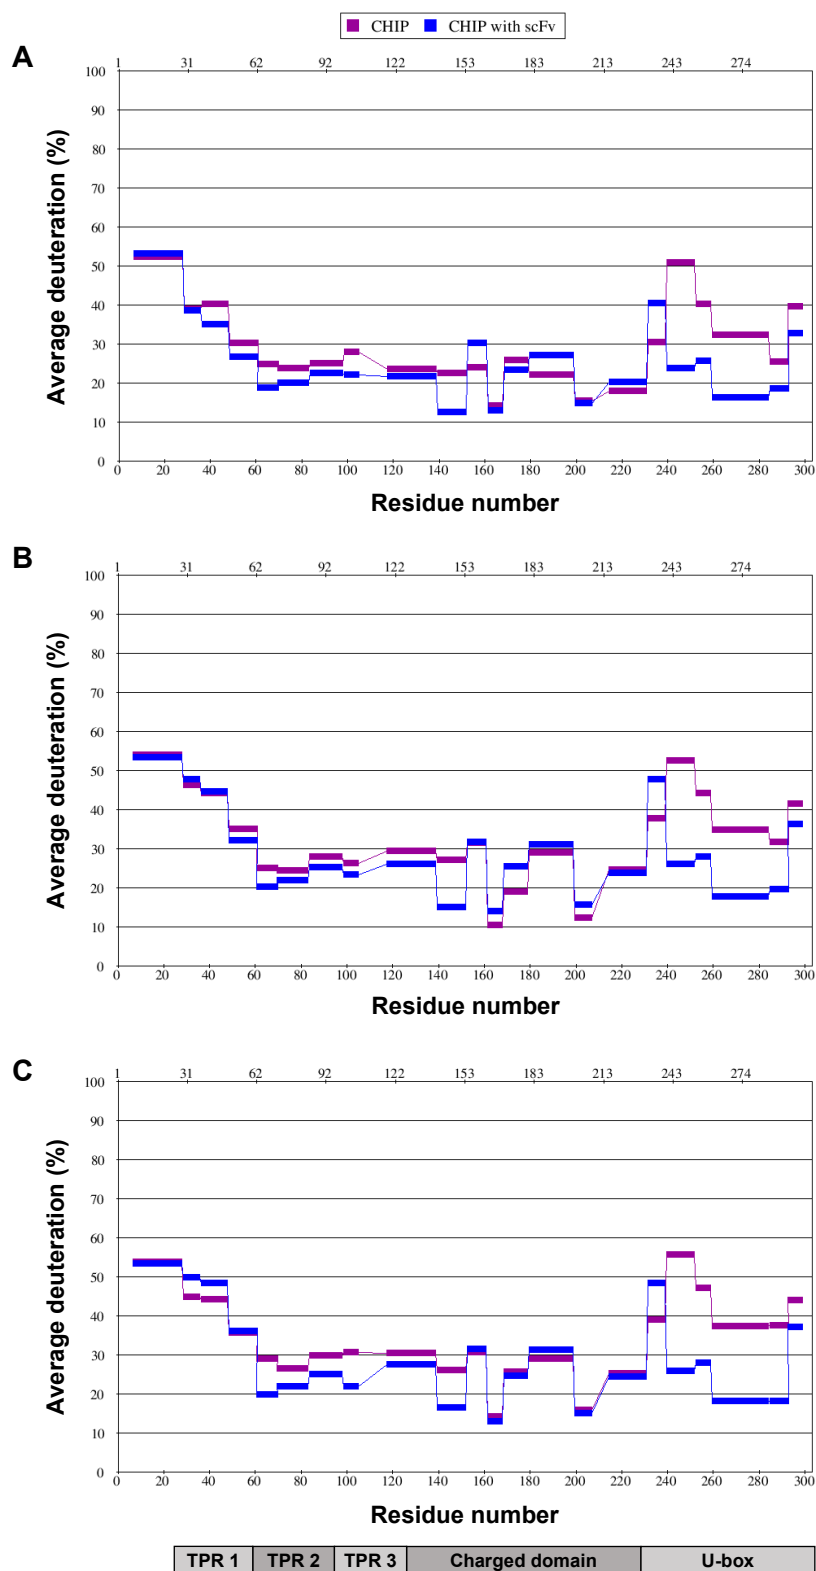 CHIP CHIP with scFv
A
1 31 62 92 122 153 183 213 243 274
100
90
80
70
60
50
40
30
20
10
0
Average deuteration (%)
0 20 40 60 80 100 120 140 160 180 200 220 240 260 280 300
Residue number
B
1 31 62 92 122 153 183 213 243 274
100
90
80
70
60
50
40
30
20
10
0
Average deuteration (%)
0 20 40 60 80 100 120 140 160 180 200 220 240 260 280 300
Residue number
C
1 31 62 92 122 153 183 213 243 274
100
90
80
70
60
50
40
30
20
10
0
Average deuteration (%)
0 20 40 60 80 100 120 140 160 180 200 220 240 260 280 300
Residue number
TPR 1 TPR 2 TPR 3 Charged domain U-box